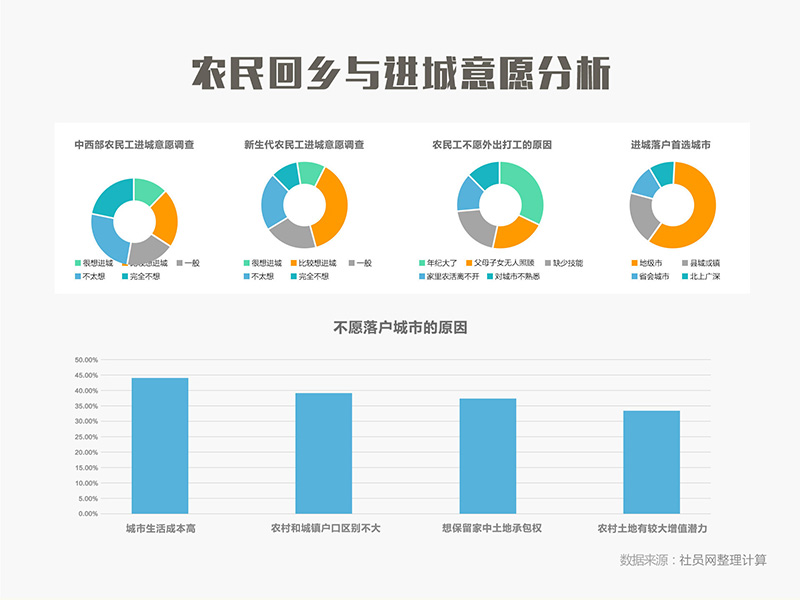 农民回乡与进城意愿分析
中西部农民工进城意愿调查
新生代农民工进城意愿调查
农民工不愿外出打工的原因
进城落户首选城市
很想进城 比较想进城 一般
不太想 完全不想
很想进城 比较想进城 一般
不太想 完全不想
年纪大了 父母子女无人照顾 缺少技能
家里农活离不开 对城市不熟悉
地级市 县城或镇
省会城市 北上广深
不愿落户城市的原因
50.00%
45.00%
40.00%
35.00%
30.00%
25.00%
20.00%
15.00%
10.00%
5.00%
0.00%
城市生活成本高
农村和城镇户口区别不大
想保留家中土地承包权
农村土地有较大增值潜力
数据来源：社员网整理计算